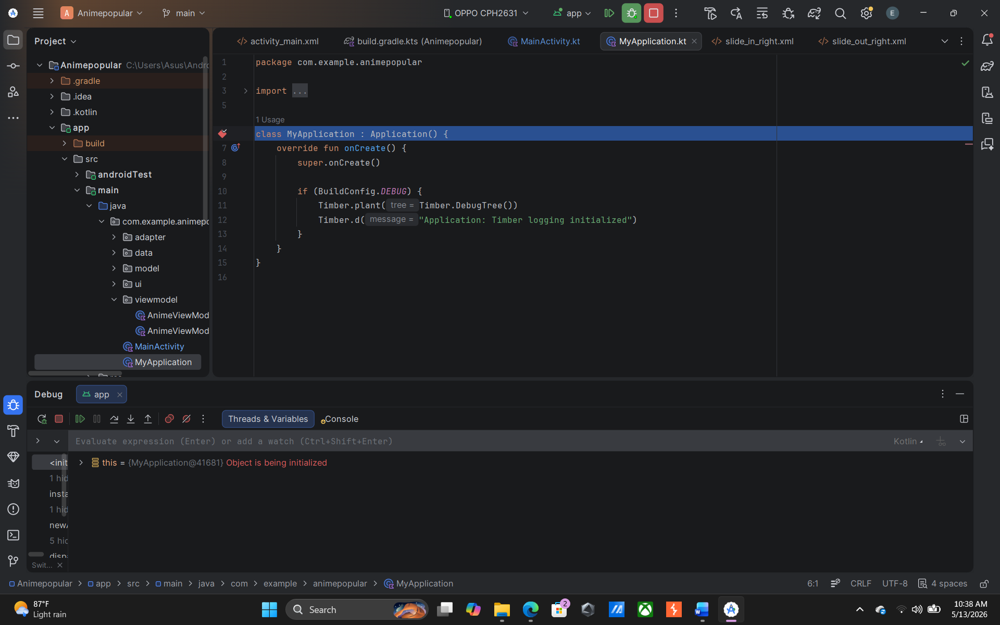 A Animepopular main OPPO CPH2631 app E
Project
activity_main.xml build.gradle.kts (Animepopular) MainActivity.kt MyApplication.kt slide_in_right.xml slide_out_right.xml
Animepopular C:\Users\Asus\Andro
.gradle
.idea
.kotlin
app
build
src
androidTest
main
java
com.example.animepo
adapter
data
model
ui
viewmodel
AnimeViewMod
AnimeViewMod
MainActivity
MyApplication
1 package com.example.animepopular
2
3 import ...
5
1 Usage
class MyApplication : Application() {
7 override fun onCreate() {
8 super.onCreate()
9
10 if (BuildConfig.DEBUG) {
11 Timber.plant( tree = Timber.DebugTree())
12 Timber.d( message = "Application: Timber logging initialized")
13 }
14 }
15 }
16
Debug app
Threads & Variables Console
Evaluate expression (Enter) or add a watch (Ctrl+Shift+Enter) Kotlin
<init this = {MyApplication@41681} Object is being initialized
1 hid
insta
1 hid
newA
5 hid
disp
Swit...
Animepopular > app > src > main > java > com > example > animepopular > MyApplication 6:1 CRLF UTF-8 4 spaces
87°F
Light rain
Search
2
10:38 AM
5/13/2026